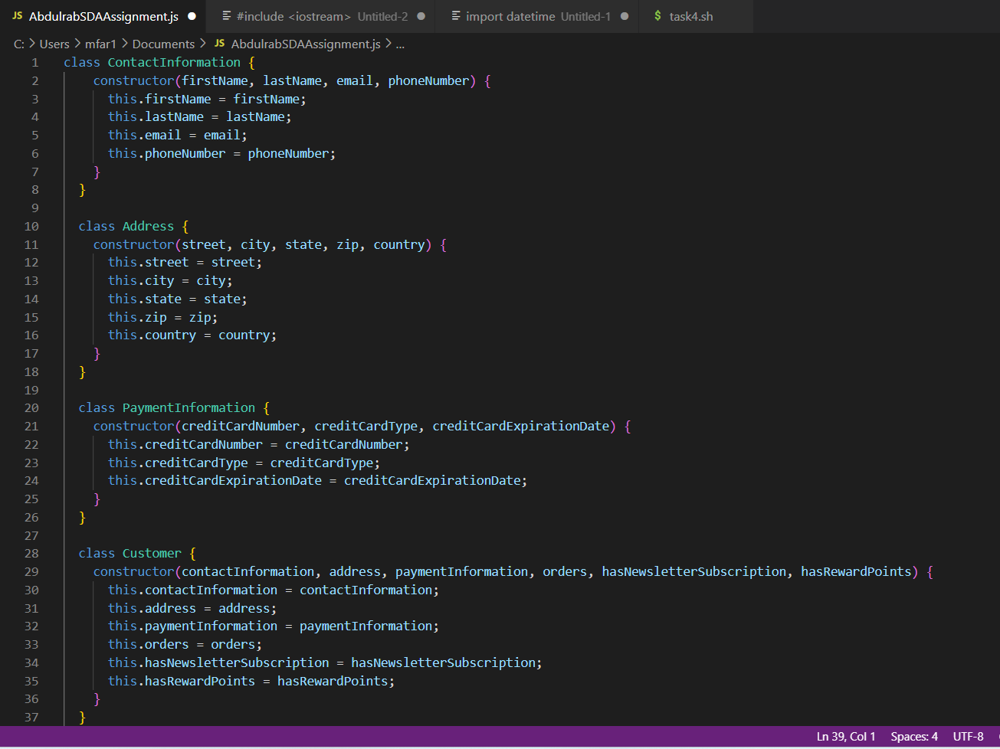 JS AbdulrabSDAAssignment.js ● #include <iostream> Untitled-2 ● import datetime Untitled-1 ● $ task4.sh
C: > Users > mfar1 > Documents > JS AbdulrabSDAAssignment.js > ...
1 class ContactInformation {
2     constructor(firstName, lastName, email, phoneNumber) {
3       this.firstName = firstName;
4       this.lastName = lastName;
5       this.email = email;
6       this.phoneNumber = phoneNumber;
7     }
8   }
9
10   class Address {
11     constructor(street, city, state, zip, country) {
12       this.street = street;
13       this.city = city;
14       this.state = state;
15       this.zip = zip;
16       this.country = country;
17     }
18   }
19
20   class PaymentInformation {
21     constructor(creditCardNumber, creditCardType, creditCardExpirationDate) {
22       this.creditCardNumber = creditCardNumber;
23       this.creditCardType = creditCardType;
24       this.creditCardExpirationDate = creditCardExpirationDate;
25     }
26   }
27
28   class Customer {
29     constructor(contactInformation, address, paymentInformation, orders, hasNewsletterSubscription, hasRewardPoints) {
30       this.contactInformation = contactInformation;
31       this.address = address;
32       this.paymentInformation = paymentInformation;
33       this.orders = orders;
34       this.hasNewsletterSubscription = hasNewsletterSubscription;
35       this.hasRewardPoints = hasRewardPoints;
36     }
37   }
Ln 39, Col 1 Spaces: 4 UTF-8